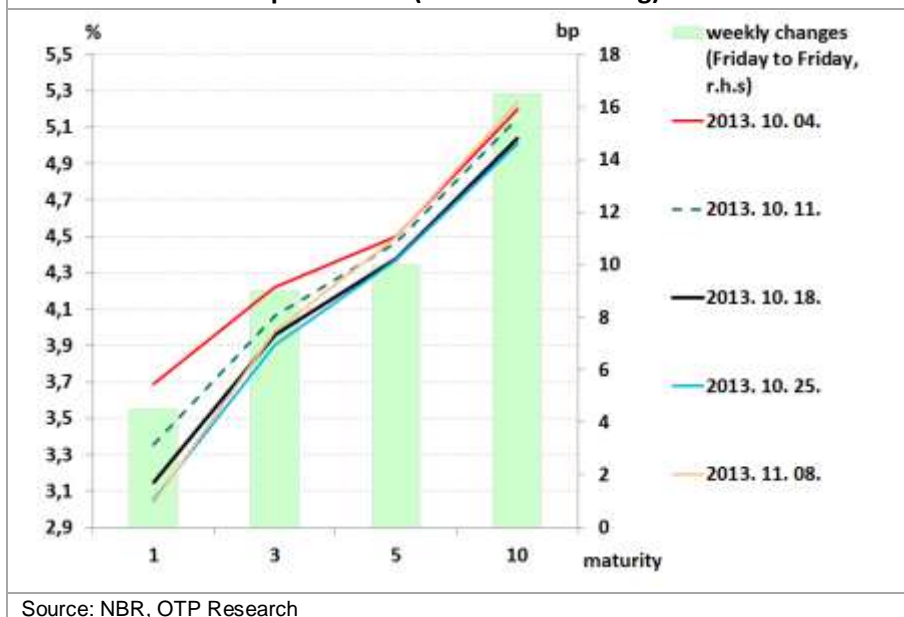 %
bp
5,5
5,3
5,1
4,9
4,7
4,5
4,3
4,1
3,9
3,7
3,5
3,3
3,1
2,9
18
16
14
12
10
8
6
4
2
0
1
3
5
10
maturity
weekly changes
(Friday to Friday,
r.h.s)
2013. 10. 04.
2013. 10. 11.
2013. 10. 18.
2013. 10. 25.
2013. 11. 08.
Source: NBR, OTP Research